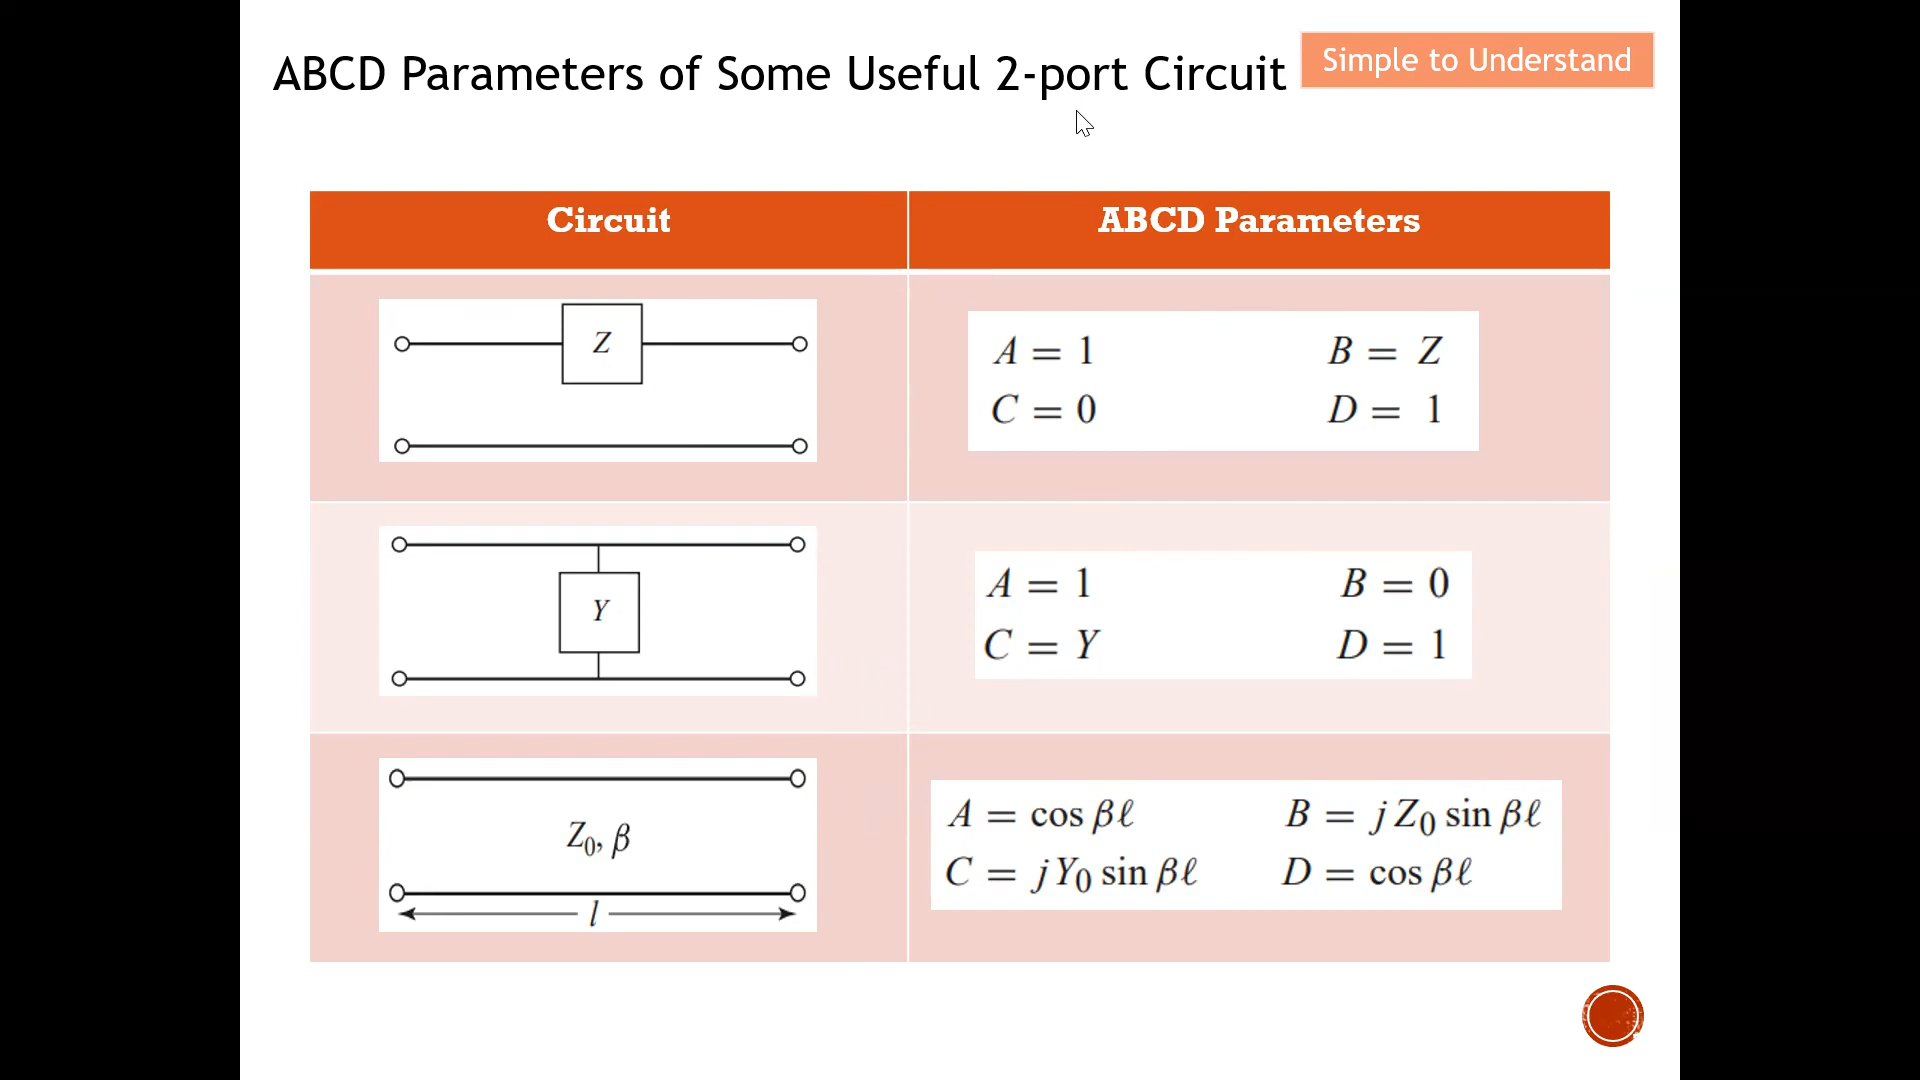 ABCD Parameters of Some Useful 2-port Circuit
Simple to Understand
Circuit
ABCD Parameters
Z
A = 1 B = Z
C = 0 D = 1
Y
A = 1 B = 0
C = Y D = 1
Z₀, β
l
A = cos βℓ B = j Z₀ sin βℓ
C = j Y₀ sin βℓ D = cos βℓ